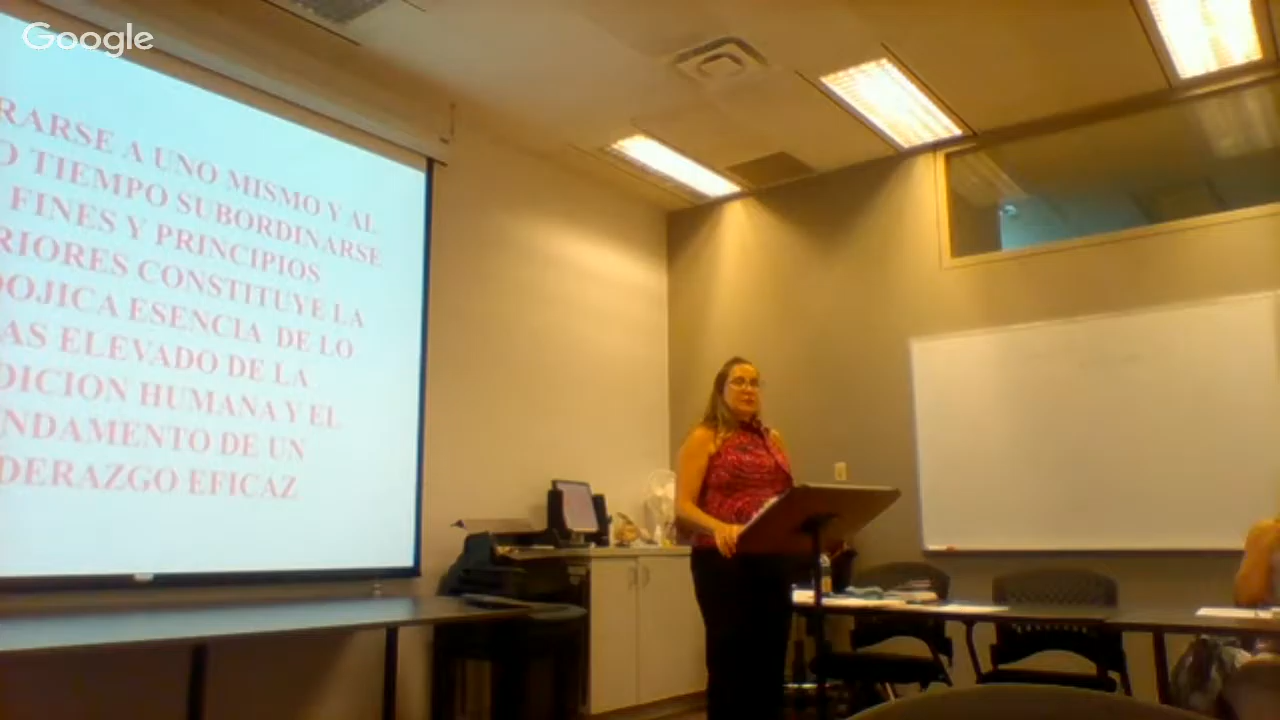 Google
RARSE A UNO MISMO Y AL
O TIEMPO SUBORDINARSE
FINES Y PRINCIPIOS
RIORES CONSTITUYE LA
DOJICA ESENCIA DE LO
AS ELEVADO DE LA
DICION HUMANA Y EL
NDAMENTO DE UN
DERAZGO EFICAZ